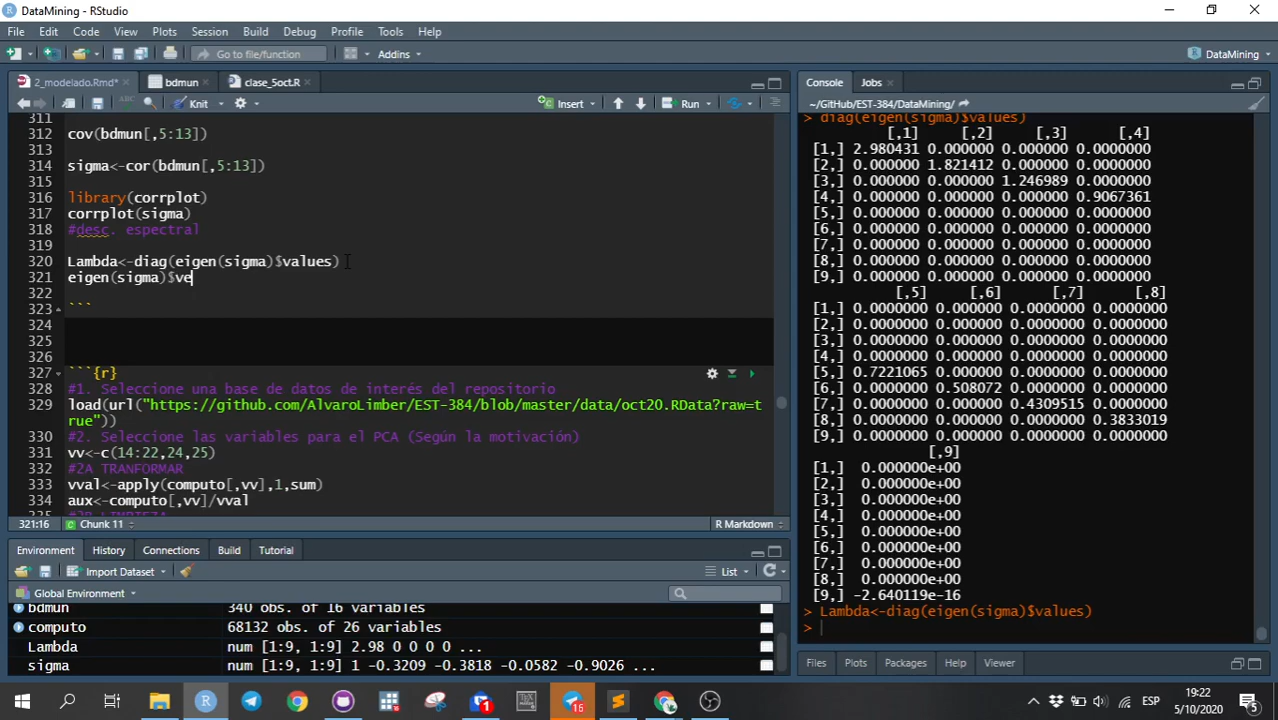 DataMining - RStudio
File Edit Code View Plots Session Build Debug Profile Tools Help
Go to file/function Addins DataMining
2_modelado.Rmd* bdmun clase_5oct.R
ABC Knit Insert Run
311
312 cov(bdmun[,5:13])
313
314 sigma<-cor(bdmun[,5:13])
315
316 library(corrplot)
317 corrplot(sigma)
318 #desc. espectral
319
320 Lambda<-diag(eigen(sigma)$values)
321 eigen(sigma)$ve
322
323 ```
324
325
326
327 ```{r}
328 #1. Seleccione una base de datos de interés del repositorio
329 load(url("https://github.com/AlvaroLimber/EST-384/blob/master/data/oct20.RData?raw=t
rue"))
330 #2. Seleccione las variables para el PCA (Según la motivación)
331 vv<-c(14:22,24,25)
332 #2A TRANFORMAR
333 vval<-apply(computo[,vv],1,sum)
334 aux<-computo[,vv]/vval
321:16 Chunk 11 R Markdown
Environment History Connections Build Tutorial
Import Dataset List
Global Environment
bdmun 340 obs. of 16 variables
computo 68132 obs. of 26 variables
Lambda num [1:9, 1:9] 2.98 0 0 0 0 ...
sigma num [1:9, 1:9] 1 -0.3209 -0.3818 -0.0582 -0.9026 ...
Console Jobs
~/GitHub/EST-384/DataMining/
> diag(eigen(sigma)$values)
[,1] [,2] [,3] [,4]
[1,] 2.980431 0.000000 0.000000 0.0000000
[2,] 0.000000 1.821412 0.000000 0.0000000
[3,] 0.000000 0.000000 1.246989 0.0000000
[4,] 0.000000 0.000000 0.000000 0.9067361
[5,] 0.000000 0.000000 0.000000 0.0000000
[6,] 0.000000 0.000000 0.000000 0.0000000
[7,] 0.000000 0.000000 0.000000 0.0000000
[8,] 0.000000 0.000000 0.000000 0.0000000
[9,] 0.000000 0.000000 0.000000 0.0000000
[,5] [,6] [,7] [,8]
[1,] 0.0000000 0.000000 0.0000000 0.0000000
[2,] 0.0000000 0.000000 0.0000000 0.0000000
[3,] 0.0000000 0.000000 0.0000000 0.0000000
[4,] 0.0000000 0.000000 0.0000000 0.0000000
[5,] 0.7221065 0.000000 0.0000000 0.0000000
[6,] 0.0000000 0.508072 0.0000000 0.0000000
[7,] 0.0000000 0.000000 0.4309515 0.0000000
[8,] 0.0000000 0.000000 0.0000000 0.3833019
[9,] 0.0000000 0.000000 0.0000000 0.0000000
[,9]
[1,] 0.000000e+00
[2,] 0.000000e+00
[3,] 0.000000e+00
[4,] 0.000000e+00
[5,] 0.000000e+00
[6,] 0.000000e+00
[7,] 0.000000e+00
[8,] 0.000000e+00
[9,] -2.640119e-16
> Lambda<-diag(eigen(sigma)$values)
>
Files Plots Packages Help Viewer
16 1 ESP 19:22
5/10/2020 5